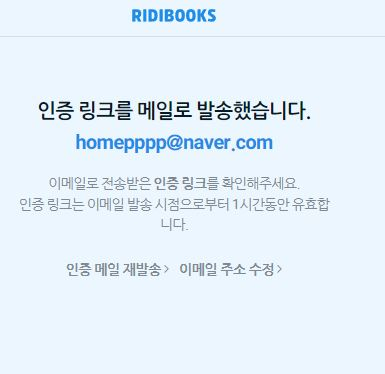 RIDIBOOKS
인증 링크를 메일로 발송했습니다.
homepppp@naver.com
이메일로 전송받은 인증 링크를 확인해주세요.
인증 링크는 이메일 발송 시점으로부터 1시간동안 유효합
니다.
인증 메일 재발송 > 이메일 주소 수정 >